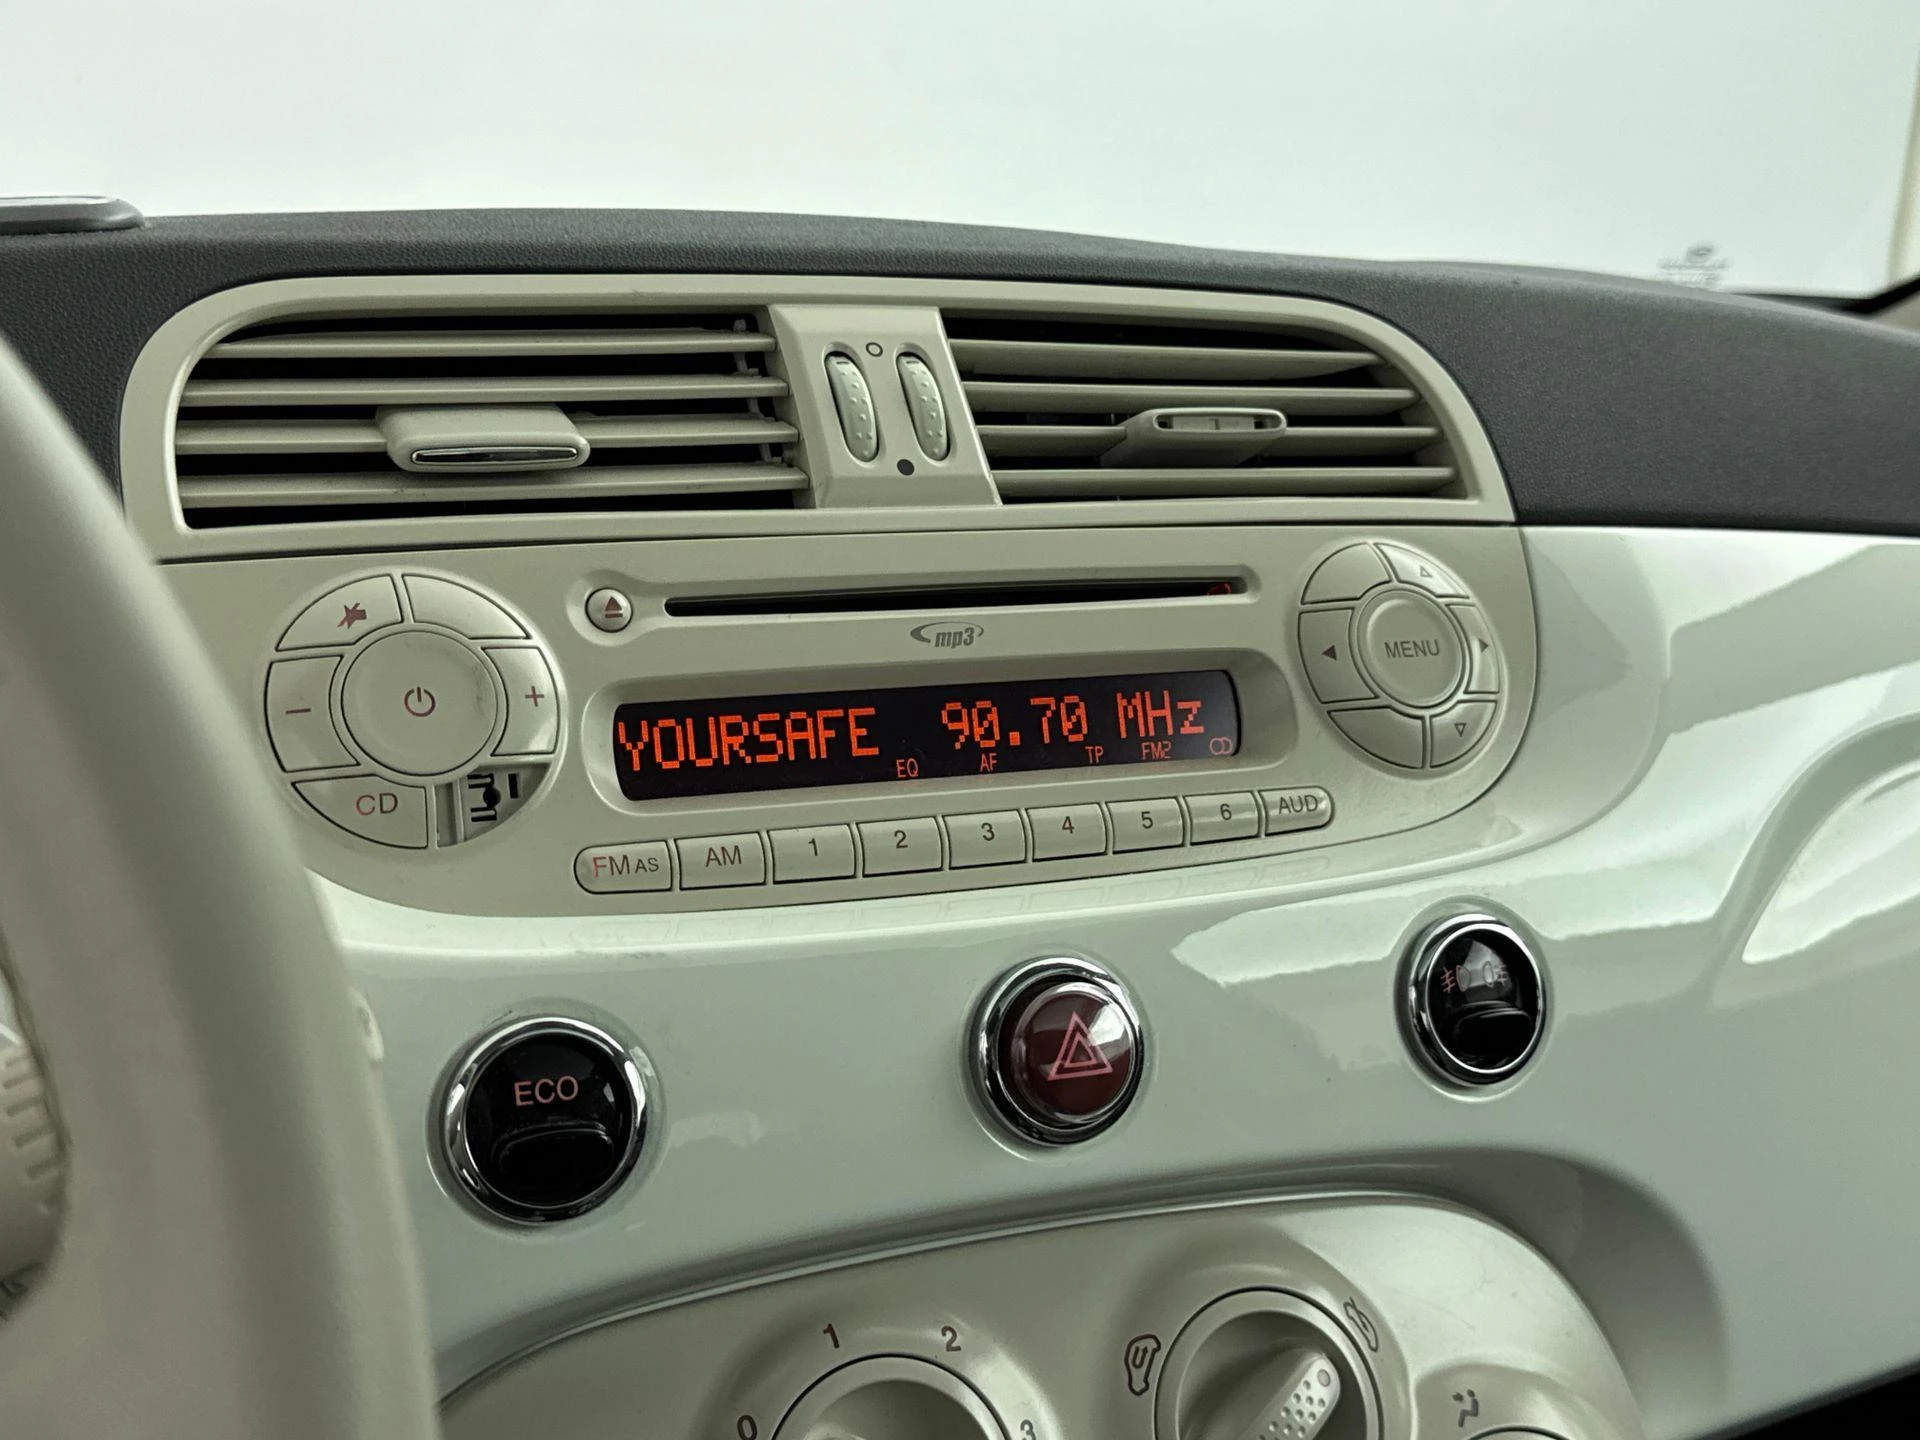 mp3
MENU
YOURSAFE 90.70 MHz
EQ AF TP FM2
CD
FM AS AM 1 2 3 4 5 6 AUD
ECO
0 1 2 3